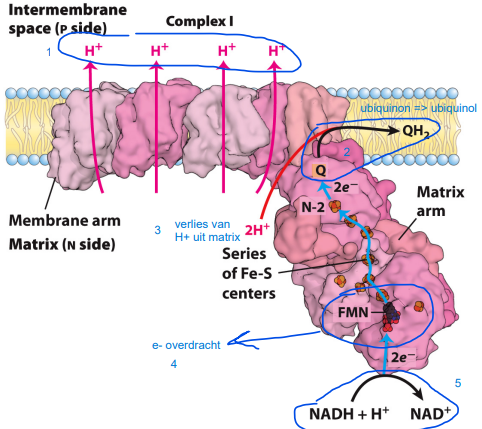 Intermembrane
space (P side)
Complex I
1
H⁺ H⁺ H⁺ H⁺
ubiquinon => ubiquinol
QH₂
2
Q
2e⁻
N-2
Matrix
arm
Membrane arm
Matrix (N side)
3
verlies van
H+ uit matrix
2H⁺
Series
of Fe-S
centers
FMN
e- overdracht
4
2e⁻
5
NADH + H⁺ NAD⁺